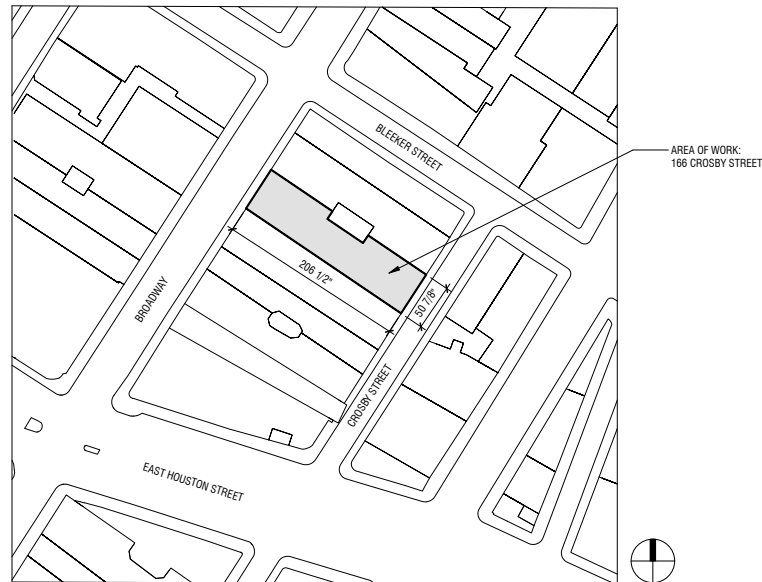 BLEEKER STREET
AREA OF WORK:
166 CROSBY STREET
206 1/2"
50 7/8"
BROADWAY
CROSBY STREET
EAST HOUSTON STREET